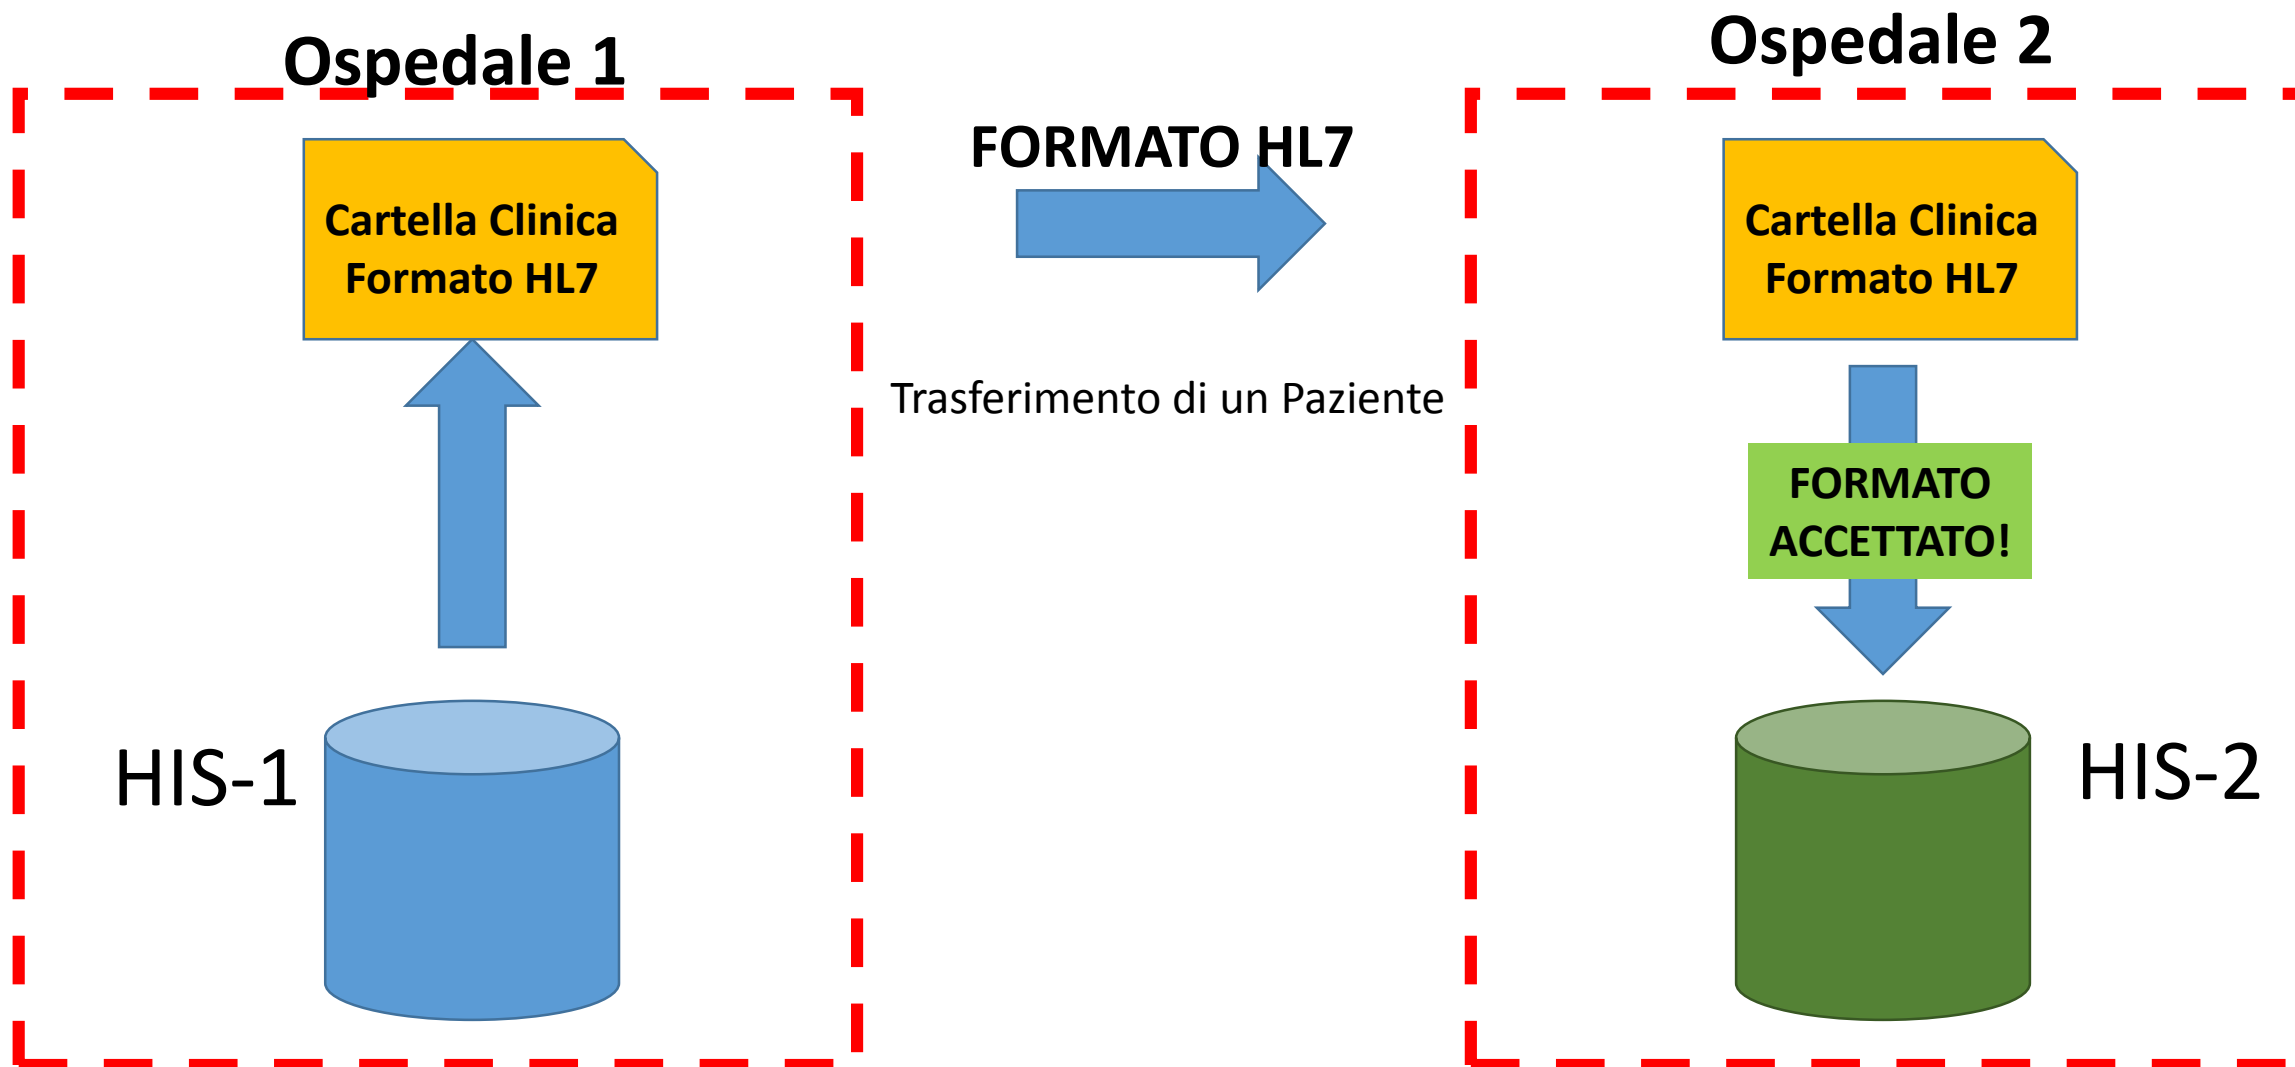 Ospedale 1
Cartella Clinica
Formato HL7
HIS-1
FORMATO HL7
Trasferimento di un Paziente
Ospedale 2
Cartella Clinica
Formato HL7
FORMATO
ACCETTATO!
HIS-2